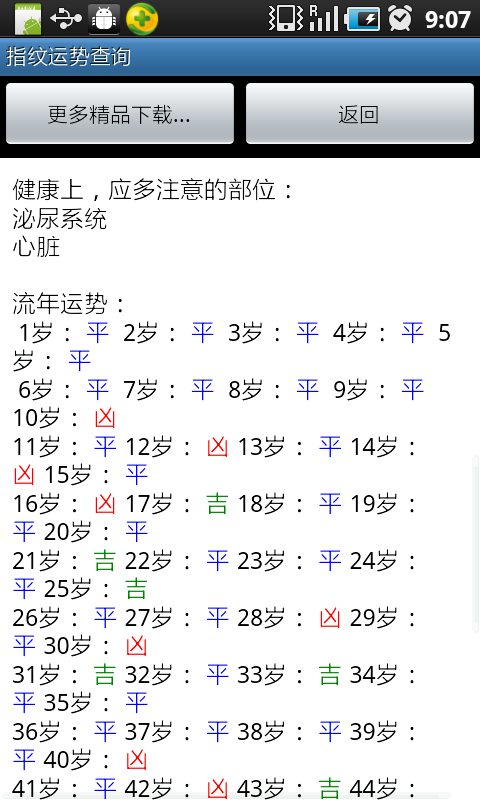 R
9:07
指纹运势查询
更多精品下载...
返回
健康上，应多注意的部位：
泌尿系统
心脏
流年运势：
1岁： 平 2岁： 平 3岁： 平 4岁： 平 5
岁： 平
6岁： 平 7岁： 平 8岁： 平 9岁： 平
10岁： 凶
11岁： 平 12岁： 凶 13岁： 平 14岁：
凶 15岁： 平
16岁： 凶 17岁： 吉 18岁： 平 19岁：
平 20岁： 平
21岁： 吉 22岁： 平 23岁： 平 24岁：
平 25岁： 吉
26岁： 平 27岁： 平 28岁： 凶 29岁：
平 30岁： 凶
31岁： 吉 32岁： 平 33岁： 吉 34岁：
平 35岁： 平
36岁： 平 37岁： 平 38岁： 平 39岁：
平 40岁： 凶
41岁： 平 42岁： 凶 43岁： 吉 44岁：